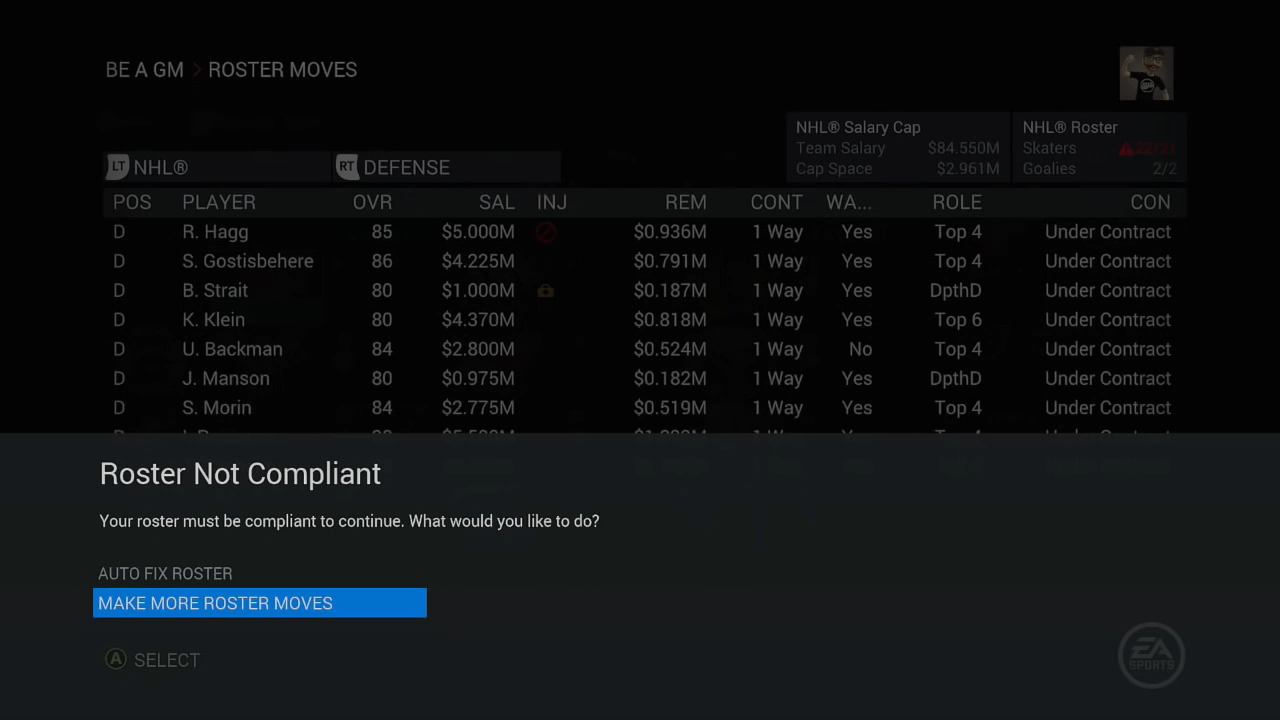 BE A GM > ROSTER MOVES
NHL® Salary Cap
Team Salary $84.550M
Cap Space $2.961M
NHL® Roster
Skaters 22/21
Goalies 2/2
LT NHL® RT DEFENSE
POS PLAYER OVR SAL INJ REM CONT WA... ROLE CON
D R. Hagg 85 $5.000M $0.936M 1 Way Yes Top 4 Under Contract
D S. Gostisbehere 86 $4.225M $0.791M 1 Way Yes Top 4 Under Contract
D B. Strait 80 $1.000M $0.187M 1 Way Yes DpthD Under Contract
D K. Klein 80 $4.370M $0.818M 1 Way Yes Top 6 Under Contract
D U. Backman 84 $2.800M $0.524M 1 Way No Top 4 Under Contract
D J. Manson 80 $0.975M $0.182M 1 Way Yes DpthD Under Contract
D S. Morin 84 $2.775M $0.519M 1 Way Yes Top 4 Under Contract
Roster Not Compliant
Your roster must be compliant to continue. What would you like to do?
AUTO FIX ROSTER
MAKE MORE ROSTER MOVES
A SELECT
EA
SPORTS